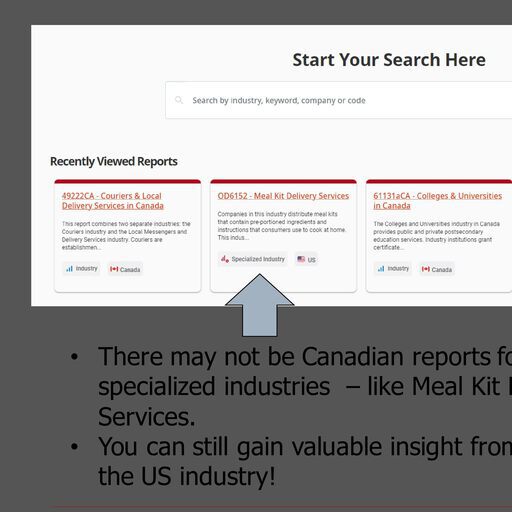 Start Your Search Here
Search by industry, keyword, company or code
Recently Viewed Reports
49222CA - Couriers & Local
Delivery Services in Canada
This report combines two separate industries: the
Couriers industry and the Local Messengers and
Delivery Services industry. Couriers are
establishmen...
Industry
Canada
OD6152 - Meal Kit Delivery Services
Companies in this industry distribute meal kits
that contain pre-portioned ingredients and
instructions that consumers use to cook at home.
This indus...
Specialized Industry
US
61131aCA - Colleges & Universities
in Canada
The Colleges and Universities industry in Canada
provides public and private postsecondary
education services. Industry institutions grant
certificate...
Industry
Canada
• There may not be Canadian reports fo
specialized industries – like Meal Kit
Services.
• You can still gain valuable insight from
the US industry!